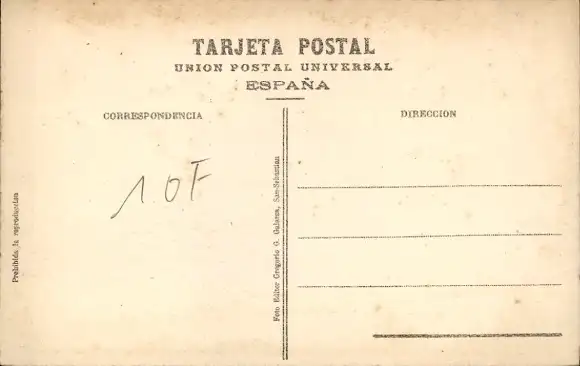 TARJETA POSTAL
UNION POSTAL UNIVERSAL
ESPAÑA
CORRESPONDENCIA
DIRECCION
10F
Prohibida la reproduccion
Foto Editor Gregorio G. Galarza, San-Sebastian